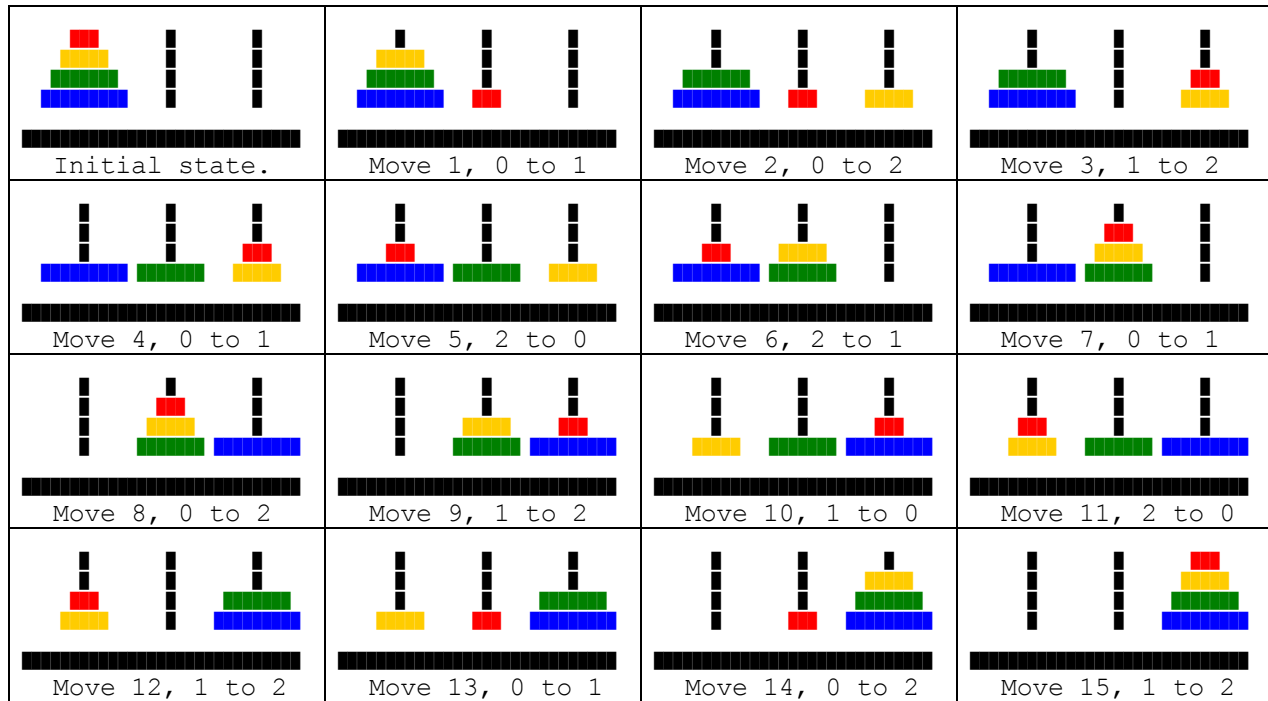 Initial state.
Move 1, 0 to 1
Move 2, 0 to 2
Move 3, 1 to 2
Move 4, 0 to 1
Move 5, 2 to 0
Move 6, 2 to 1
Move 7, 0 to 1
Move 8, 0 to 2
Move 9, 1 to 2
Move 10, 1 to 0
Move 11, 2 to 0
Move 12, 1 to 2
Move 13, 0 to 1
Move 14, 0 to 2
Move 15, 1 to 2